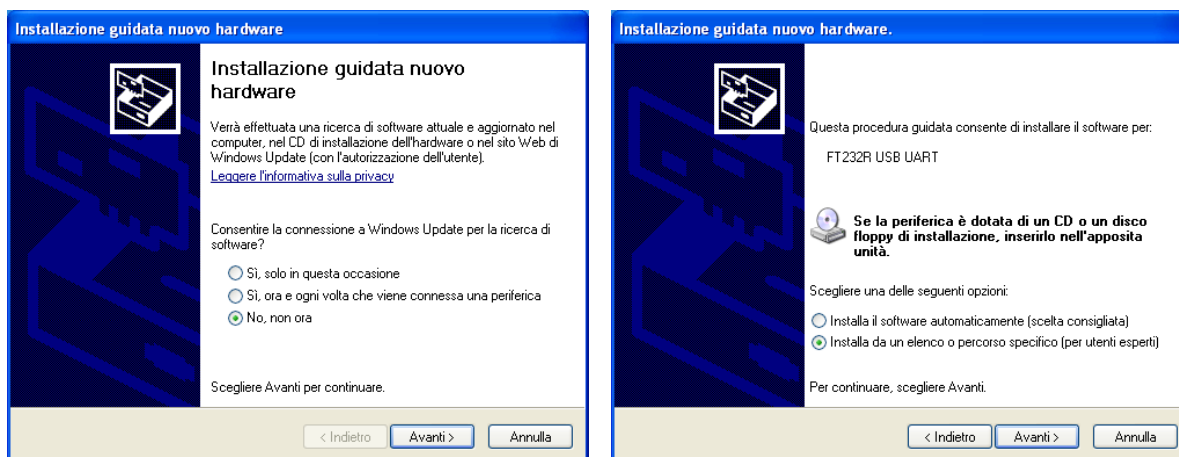 Installazione guidata nuovo hardware
Installazione guidata nuovo
hardware
Verrà effettuata una ricerca di software attuale e aggiornato nel
computer, nel CD di installazione dell'hardware o nel sito Web di
Windows Update (con l'autorizzazione dell'utente).
Leggere l'informativa sulla privacy
Consentire la connessione a Windows Update per la ricerca di
software?
Sì, solo in questa occasione
Sì, ora e ogni volta che viene connessa una periferica
No, non ora
Scegliere Avanti per continuare.
< Indietro
Avanti >
Annulla
Installazione guidata nuovo hardware.
Questa procedura guidata consente di installare il software per:
FT232R USB UART
Se la periferica è dotata di un CD o un disco
floppy di installazione, inserirlo nell'apposita
unità.
Scegliere una delle seguenti opzioni:
Installa il software automaticamente (scelta consigliata)
Installa da un elenco o percorso specifico (per utenti esperti)
Per continuare, scegliere Avanti.
< Indietro
Avanti >
Annulla